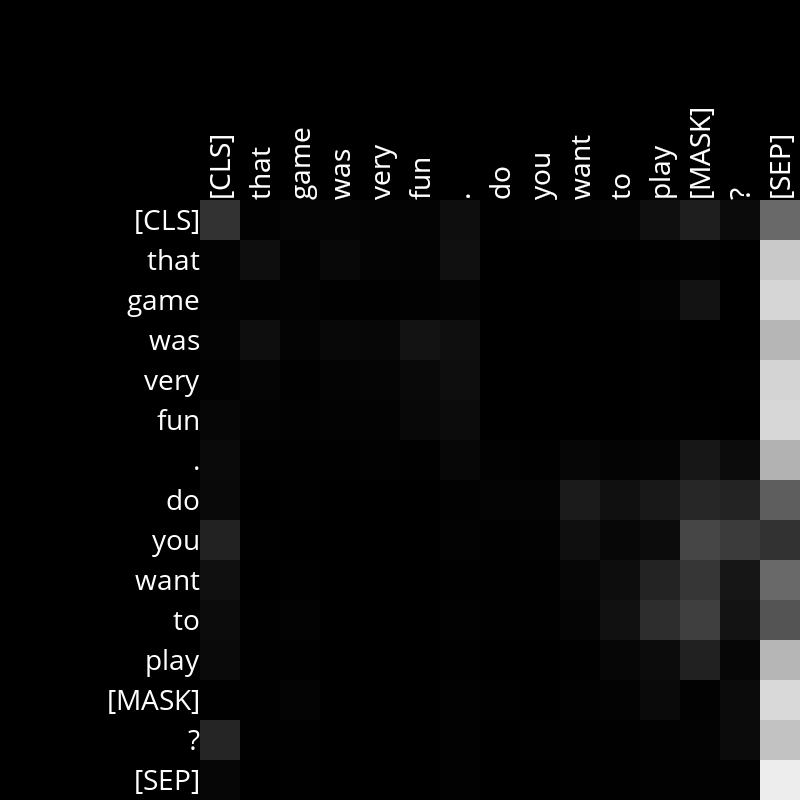 [CLS] that game was very fun . do you want to play [MASK] ? [SEP]
[CLS]
that
game
was
very
fun
.
do
you
want
to
play
[MASK]
?
[SEP]